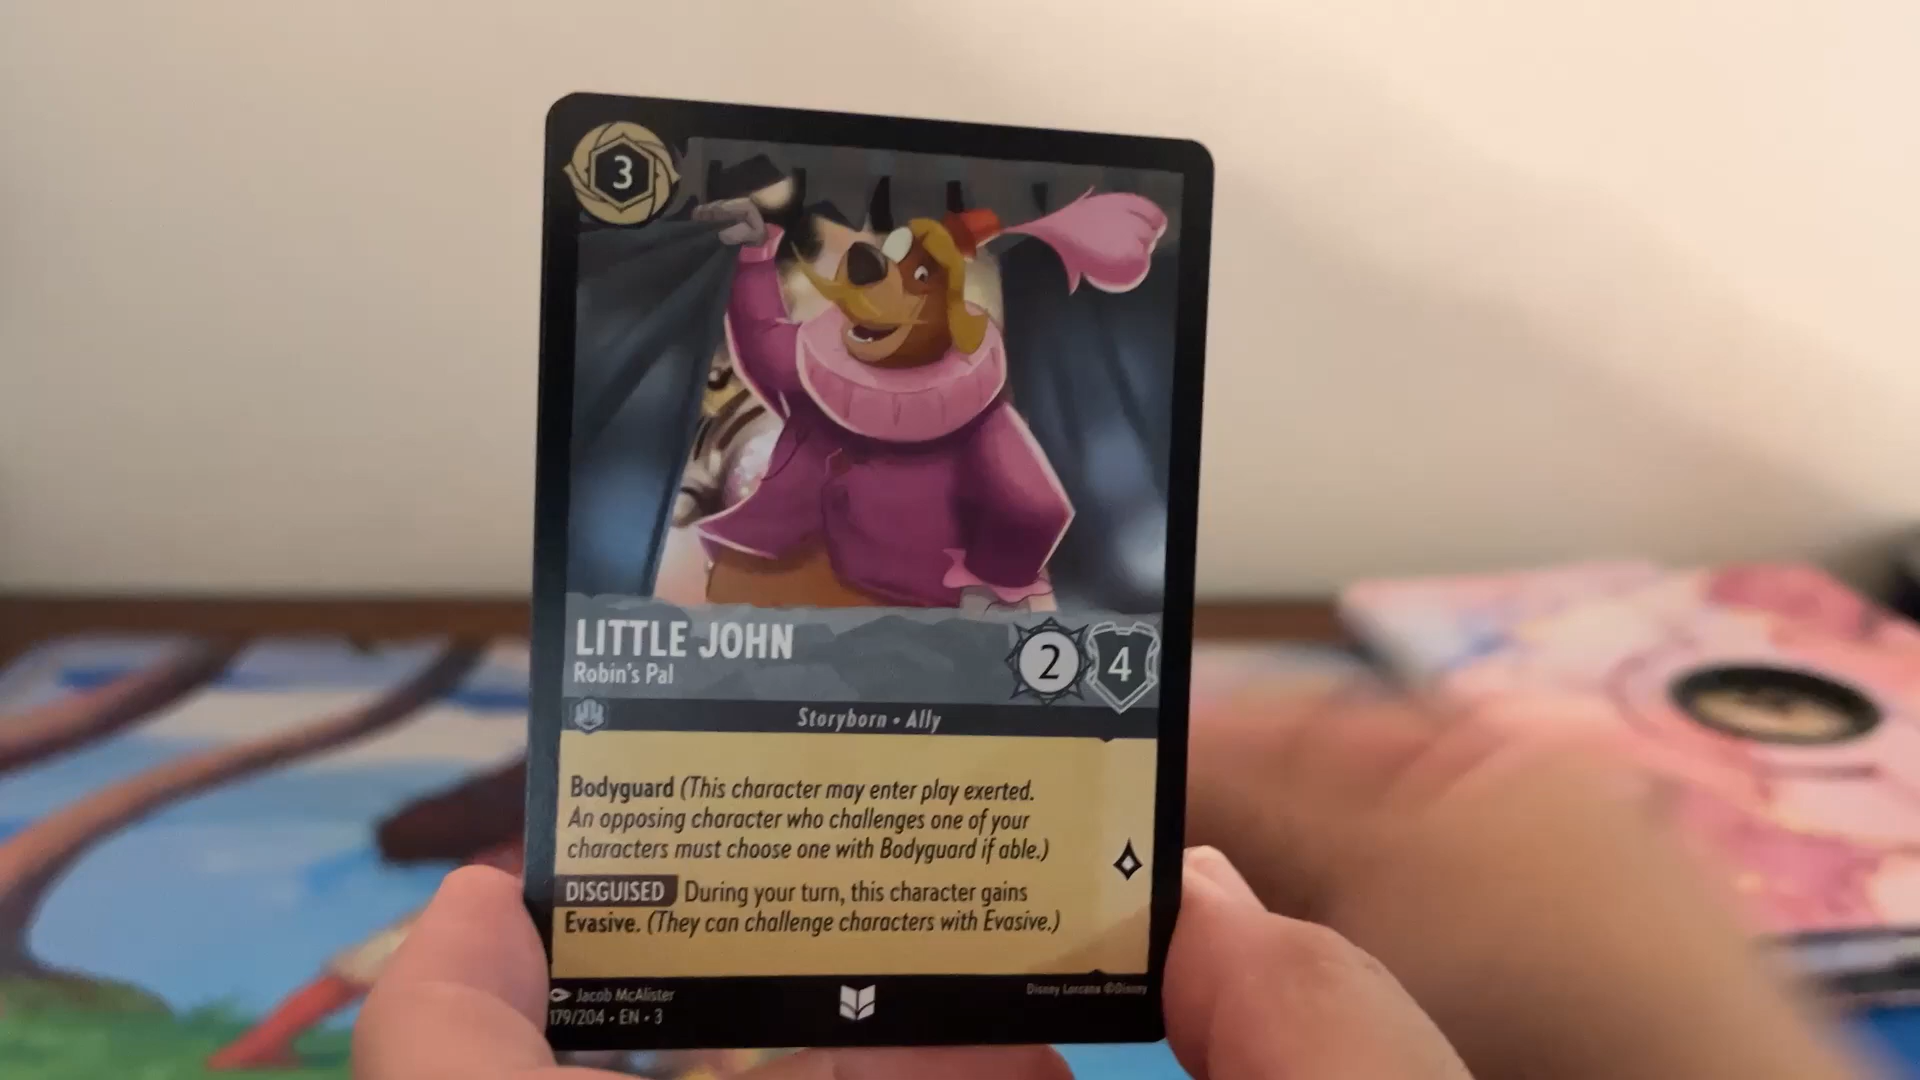 3
LITTLE JOHN
Robin's Pal
2 4
Storyborn • Ally
Bodyguard (This character may enter play exerted.
An opposing character who challenges one of your
characters must choose one with Bodyguard if able.)
DISGUISED During your turn, this character gains
Evasive. (They can challenge characters with Evasive.)
Jacob McAlister
Disney Lorcana ©Disney
179/204 • EN • 3